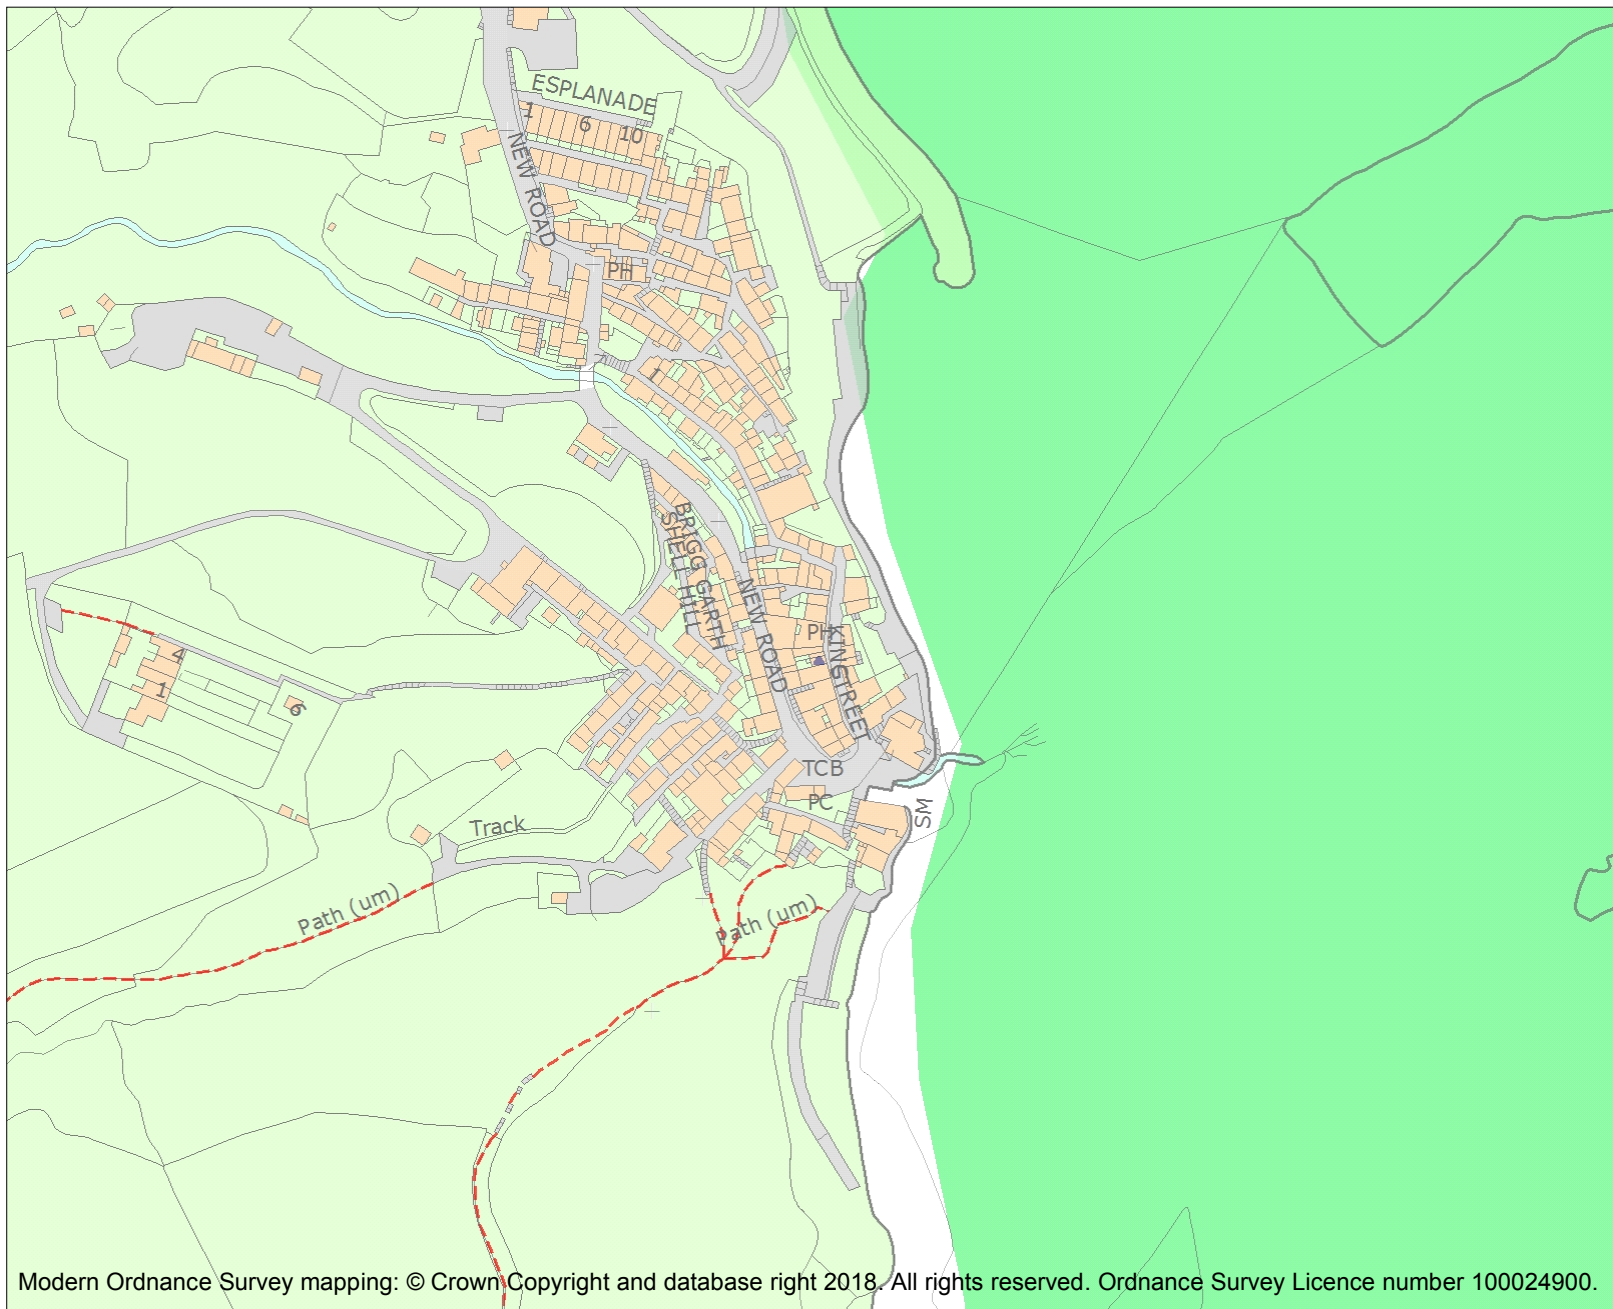 ESPLANADE
1
6
10
NEW ROAD
PH
1
BRIGG GARTH
SHELL HILL
NEW ROAD
PH
KING STREET
4
1
6
TCB
PC
SM
Track
Path (um)
Path (um)
Modern Ordnance Survey mapping: © Crown Copyright and database right 2018. All rights reserved. Ordnance Survey Licence number 100024900.